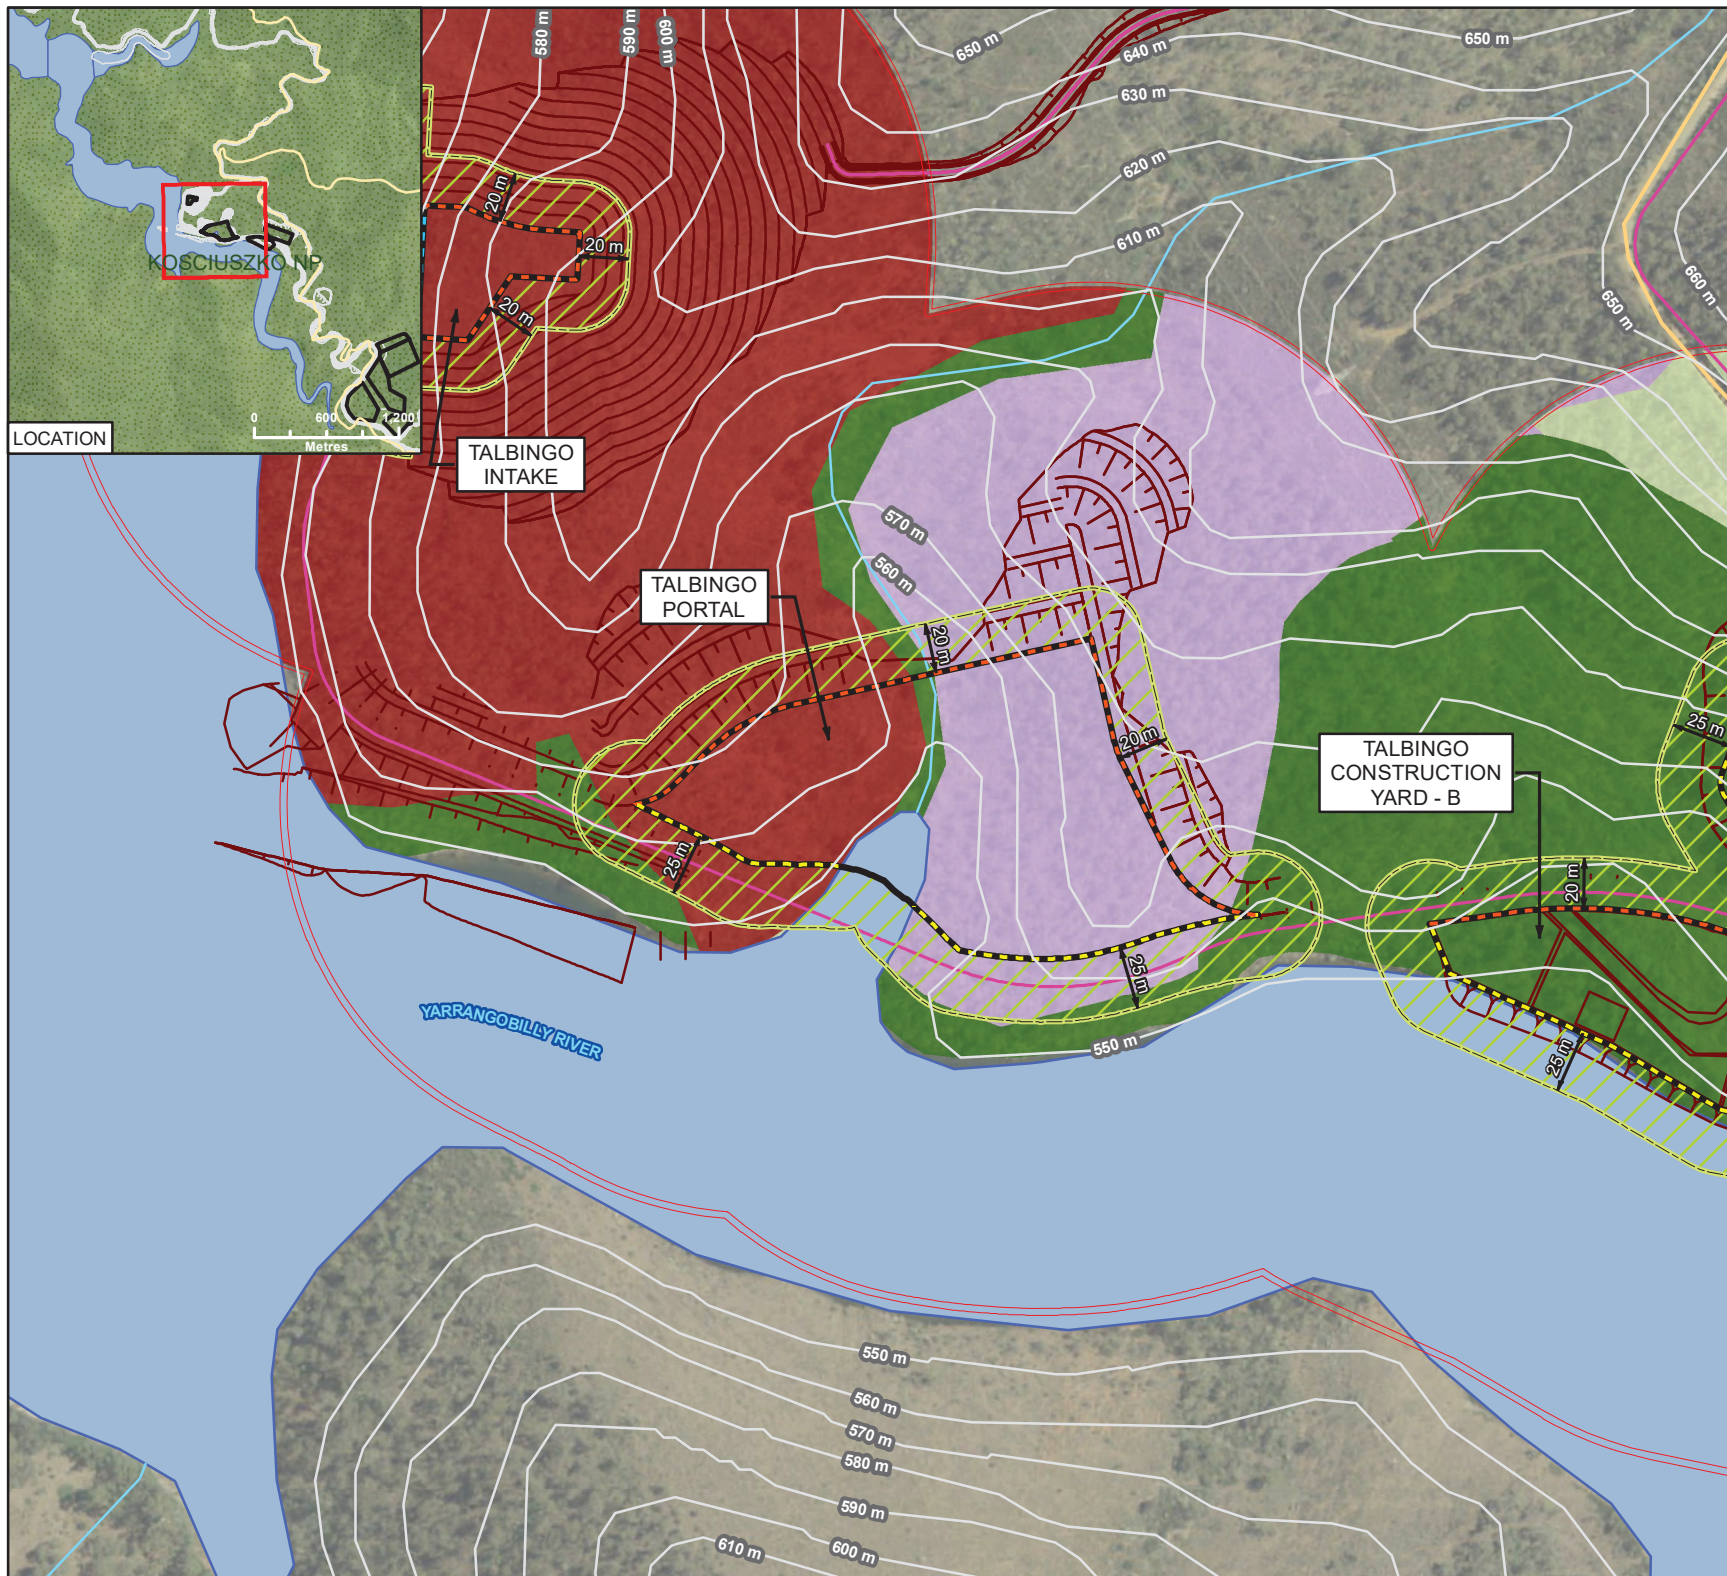 580 m
590 m
600 m
650 m
640 m
650 m
630 m
620 m
610 m
660 m
650 m
20 m
20 m
20 m
KOSCIUSZKO NP
0 600 1,200
Metres
LOCATION
TALBINGO
INTAKE
570 m
560 m
TALBINGO
PORTAL
20 m
20 m
25 m
TALBINGO
CONSTRUCTION
YARD - B
25 m
20 m
25 m
25 m
YARRANGOBILLY RIVER
550 m
550 m
560 m
570 m
580 m
590 m
600 m
610 m